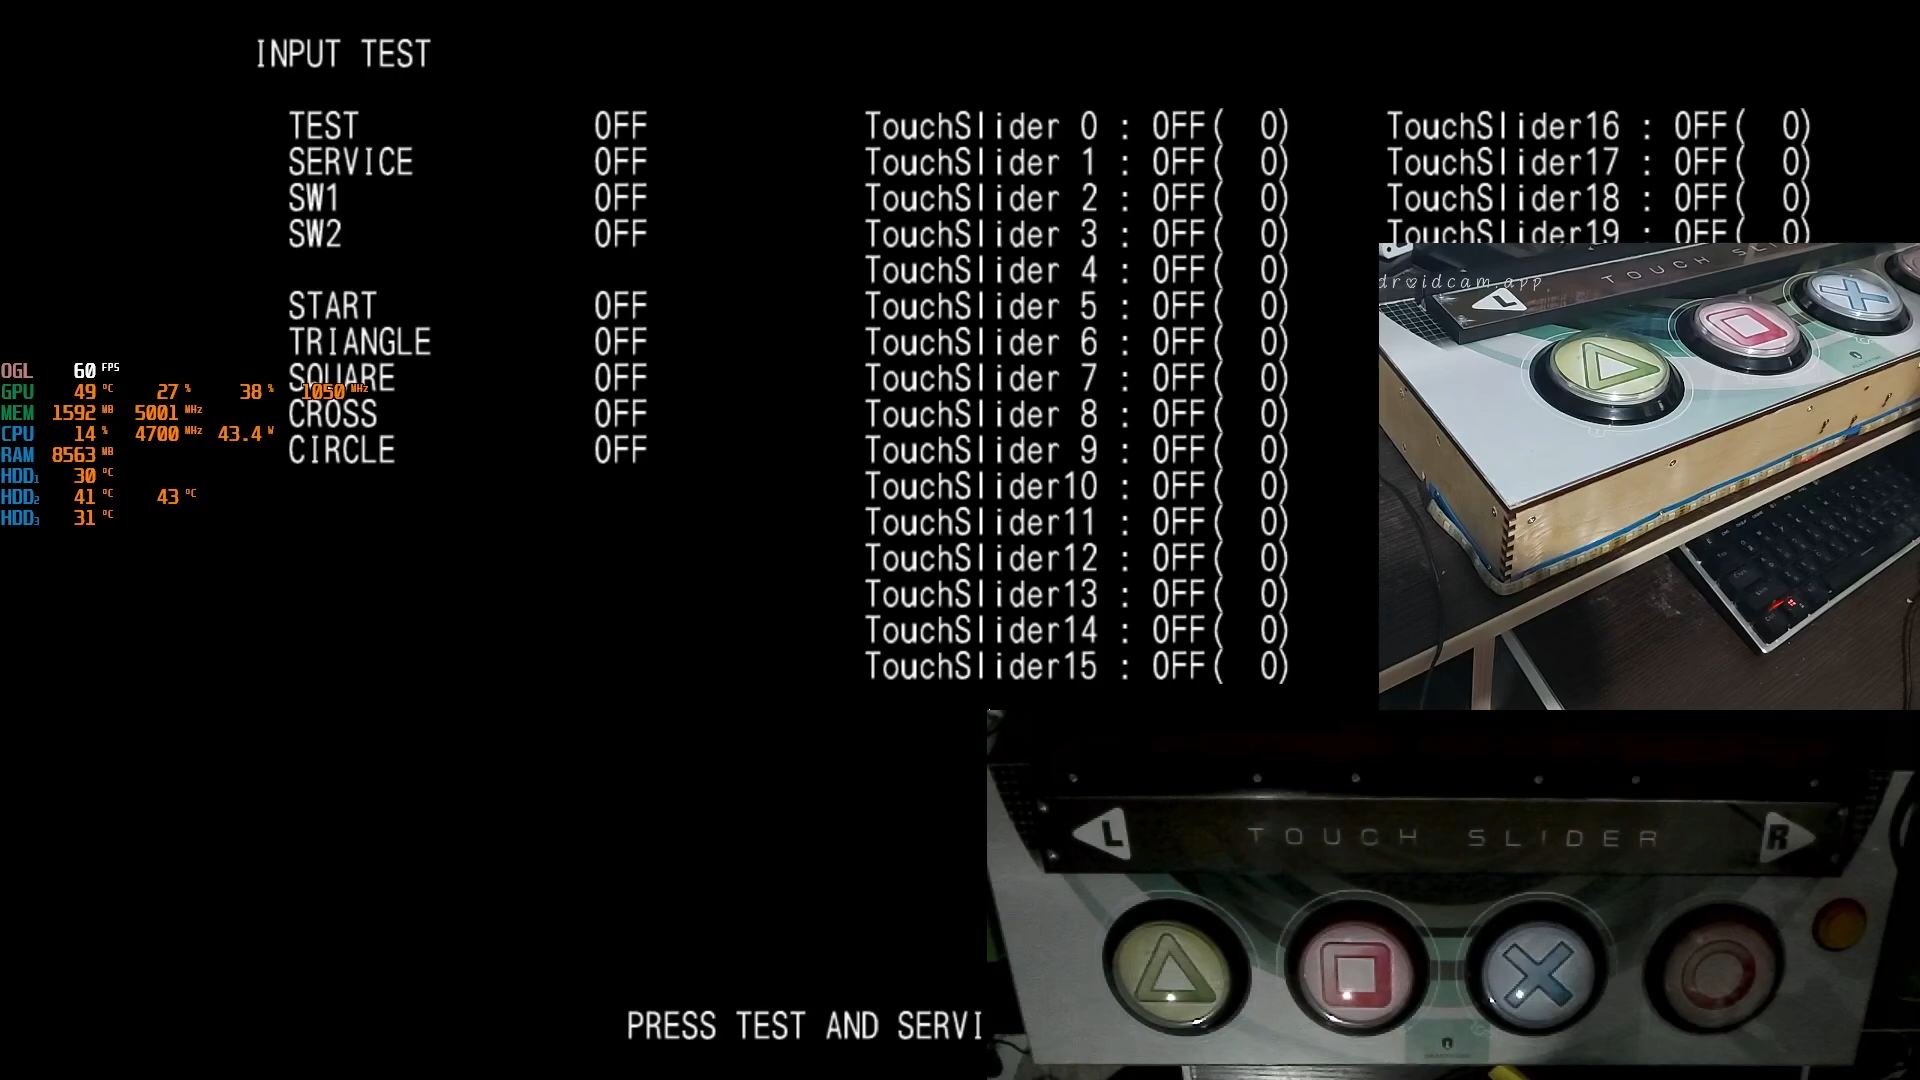 INPUT TEST
TEST OFF
SERVICE OFF
SW1 OFF
SW2 OFF
START OFF
TRIANGLE OFF
SQUARE OFF
CROSS OFF
CIRCLE OFF
OGL 60 FPS
GPU 49 °C 27 % 38 % 1050 MHz
MEM 1592 MB 5001 MHz
CPU 14 % 4700 MHz 43.4 W
RAM 8563 MB
HDD1 30 °C
HDD2 41 °C 43 °C
HDD3 31 °C
TouchSlider 0 : OFF( 0)
TouchSlider 1 : OFF( 0)
TouchSlider 2 : OFF( 0)
TouchSlider 3 : OFF( 0)
TouchSlider 4 : OFF( 0)
TouchSlider 5 : OFF( 0)
TouchSlider 6 : OFF( 0)
TouchSlider 7 : OFF( 0)
TouchSlider 8 : OFF( 0)
TouchSlider 9 : OFF( 0)
TouchSlider10 : OFF( 0)
TouchSlider11 : OFF( 0)
TouchSlider12 : OFF( 0)
TouchSlider13 : OFF( 0)
TouchSlider14 : OFF( 0)
TouchSlider15 : OFF( 0)
TouchSlider16 : OFF( 0)
TouchSlider17 : OFF( 0)
TouchSlider18 : OFF( 0)
TouchSlider19 : OFF( 0)
droidcam.app
L TOUCH SLI
L TOUCH SLIDER R
PRESS TEST AND SERVI